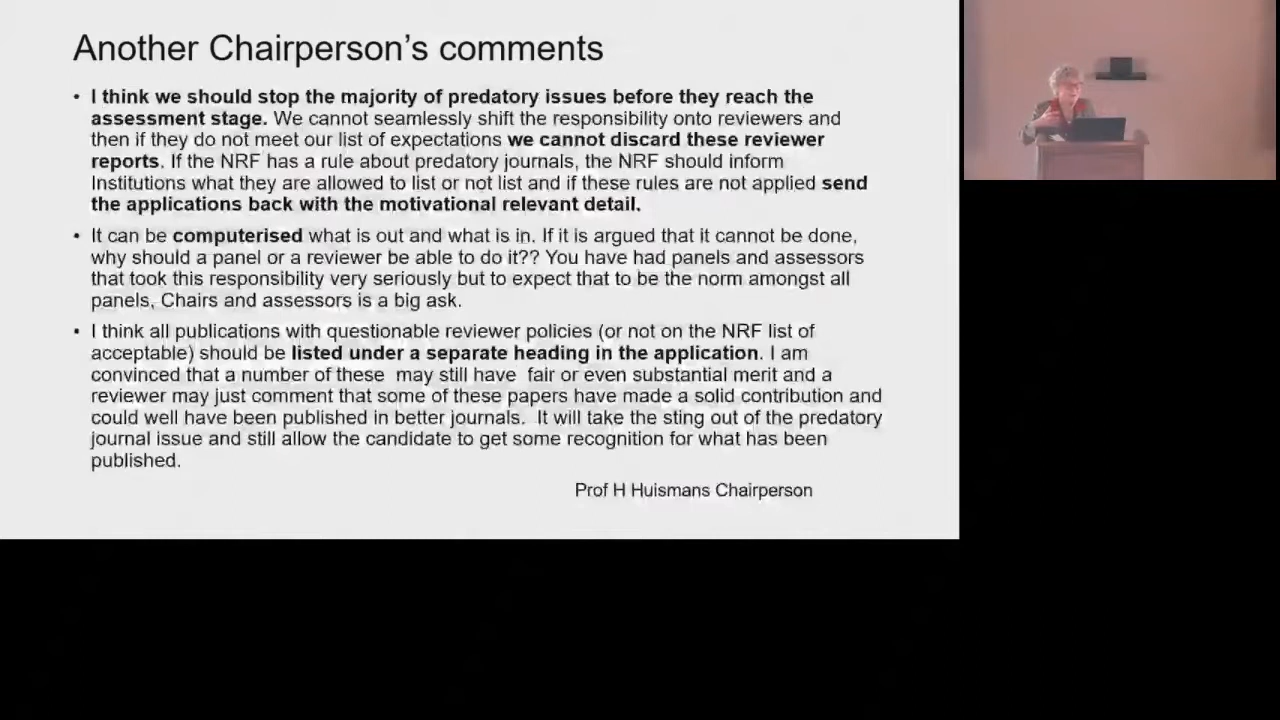 Another Chairperson's comments
• I think we should stop the majority of predatory issues before they reach the
assessment stage. We cannot seamlessly shift the responsibility onto reviewers and
then if they do not meet our list of expectations we cannot discard these reviewer
reports. If the NRF has a rule about predatory journals, the NRF should inform
Institutions what they are allowed to list or not list and if these rules are not applied send
the applications back with the motivational relevant detail.
• It can be computerised what is out and what is in. If it is argued that it cannot be done,
why should a panel or a reviewer be able to do it?? You have had panels and assessors
that took this responsibility very seriously but to expect that to be the norm amongst all
panels, Chairs and assessors is a big ask.
• I think all publications with questionable reviewer policies (or not on the NRF list of
acceptable) should be listed under a separate heading in the application. I am
convinced that a number of these may still have fair or even substantial merit and a
reviewer may just comment that some of these papers have made a solid contribution and
could well have been published in better journals. It will take the sting out of the predatory
journal issue and still allow the candidate to get some recognition for what has been
published.
Prof H Huismans Chairperson